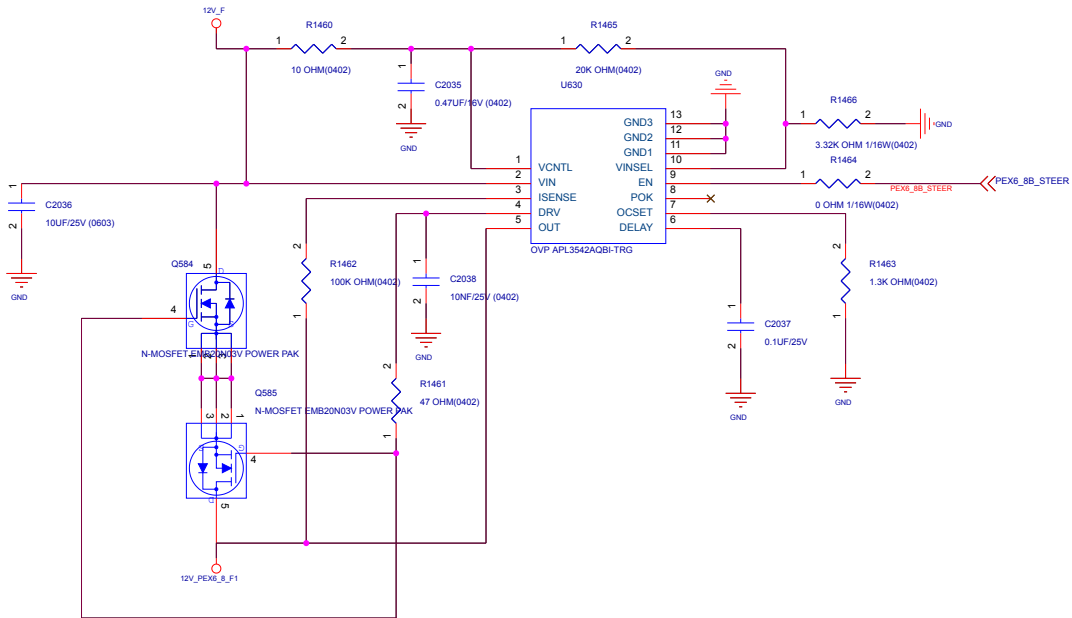 12V_F
R1460
1 2
10 OHM(0402)
R1465
1 2
20K OHM(0402)
1
2
C2035
0.47UF/16V (0402)
GND
U630
GND
R1466
1 2
GND
3.32K OHM 1/16W(0402)
R1464
1 2
PEX6_8B_STEER
PEX6_8B_STEER
0 OHM 1/16W(0402)
1 VCNTL
2 VIN
3 ISENSE
4 DRV
5 OUT
GND3 13
GND2 12
GND1 11
VINSEL 10
EN 9
POK 8
OCSET 7
DELAY 6
OVP APL3542AQBI-TRG
1
2
C2036
10UF/25V (0603)
GND
Q584
5
D
4
G
S
1
2
3
N-MOSFET EMB20N03V POWER PAK
2
R1462
100K OHM(0402)
1
1
2
C2038
10NF/25V (0402)
GND
2
R1463
1.3K OHM(0402)
1
GND
1
2
C2037
0.1UF/25V
GND
2
R1461
47 OHM(0402)
1
Q585
N-MOSFET EMB20N03V POWER PAK
3
2
1
S
G
4
D
5
12V_PEX6_8_F1